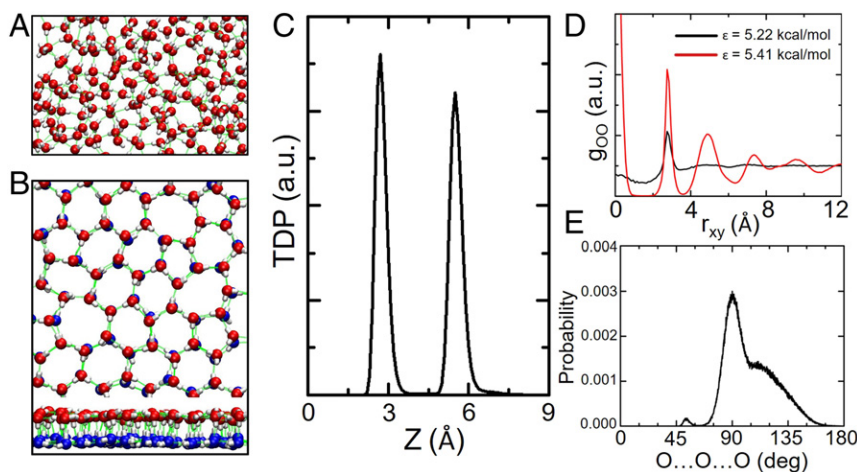 A
B
C
TDP (a.u.)
0 3 6 9
Z (Å)
D
ε = 5.22 kcal/mol
ε = 5.41 kcal/mol
gOO (a.u.)
0 4 8 12
rxy (Å)
E
Probability
0.004
0.003
0.002
0.001
0.000
0 45 90 135 180
O...O...O (deg)